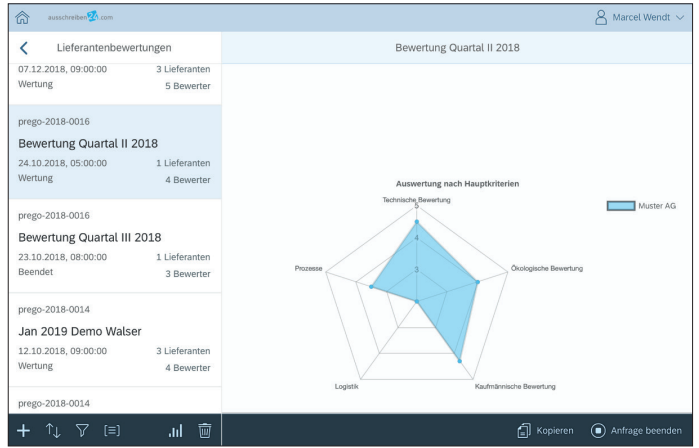 ausschreiben24.com
Marcel Wendt
Lieferantenbewertungen
Bewertung Quartal II 2018
07.12.2018, 09:00:00 3 Lieferanten
Wertung 5 Bewerter
prego-2018-0016
Bewertung Quartal II 2018
24.10.2018, 05:00:00 1 Lieferanten
Wertung 4 Bewerter
prego-2018-0016
Bewertung Quartal III 2018
23.10.2018, 08:00:00 1 Lieferanten
Beendet 3 Bewerter
prego-2018-0014
Jan 2019 Demo Walser
12.10.2018, 09:00:00 3 Lieferanten
Wertung 4 Bewerter
prego-2018-0014
Auswertung nach Hauptkriterien
Technische Bewertung
5
Muster AG
4
3
Prozesse
Ökologische Bewertung
Logistik
Kaufmännische Bewertung
Kopieren
Anfrage beenden